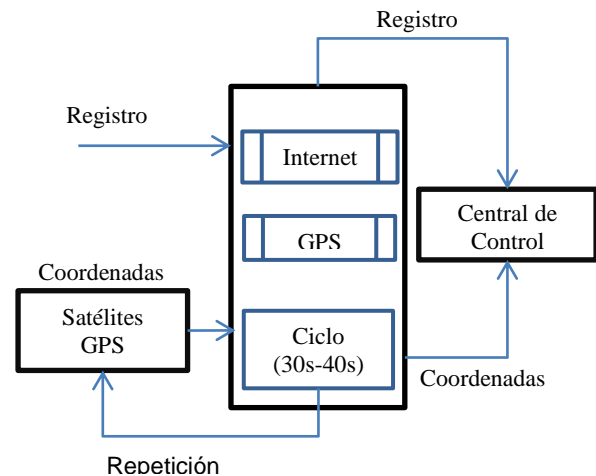 Registro
Registro
Internet
GPS
Central de
Control
Coordenadas
Satélites
GPS
Ciclo
(30s-40s)
Coordenadas
Repetición